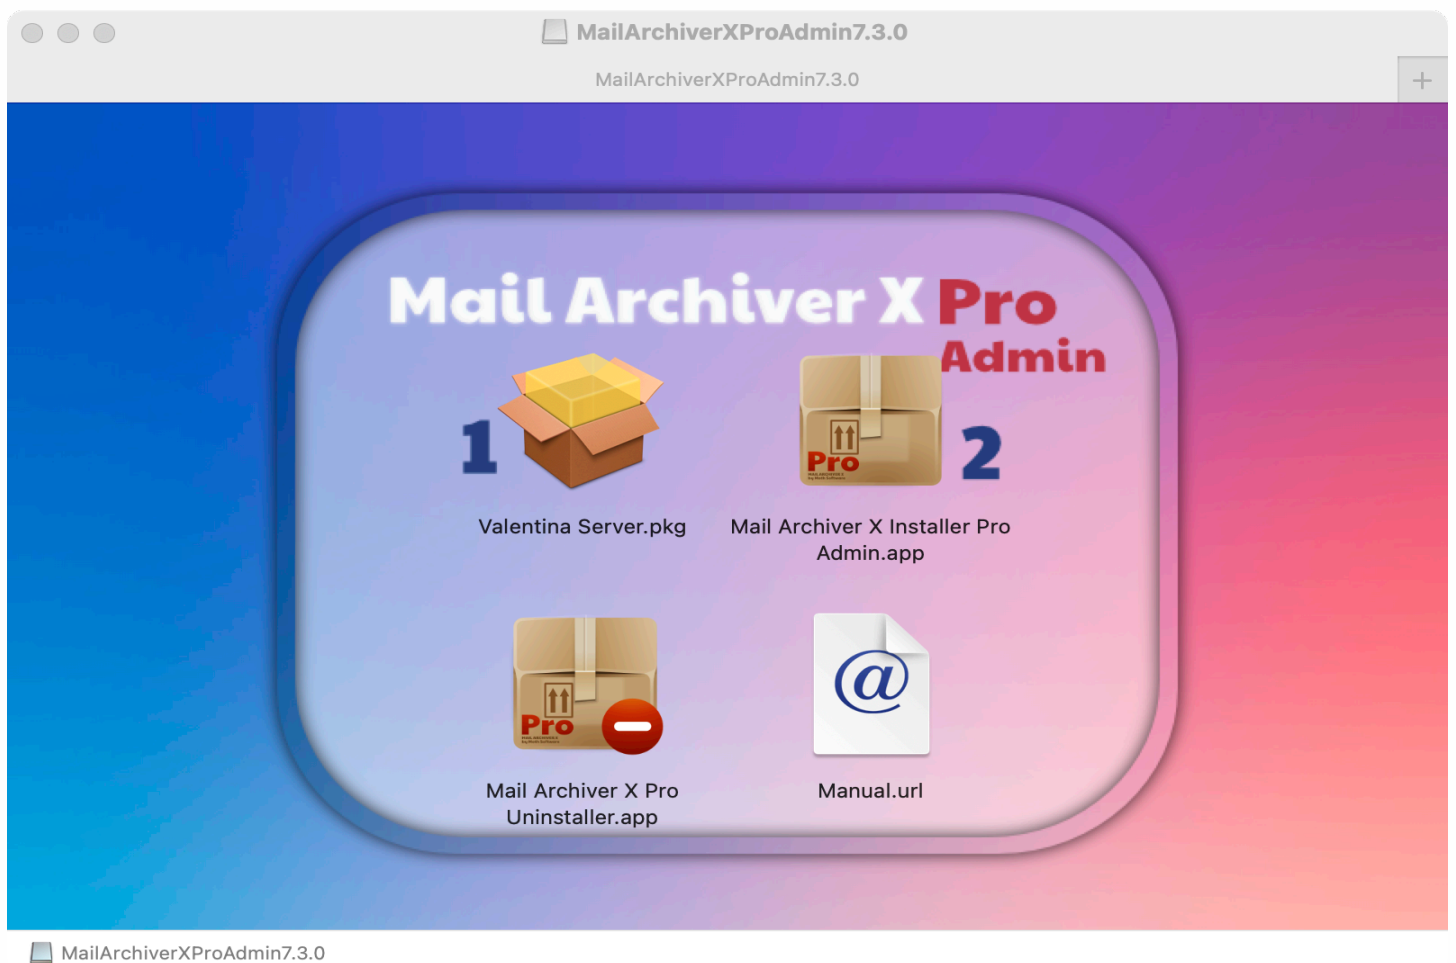 MailArchiverXProAdmin7.3.0
MailArchiverXProAdmin7.3.0
+
Mail Archiver X Pro
Admin
1
Pro
2
Valentina Server.pkg
Mail Archiver X Installer Pro
Admin.app
Pro
@
Mail Archiver X Pro
Uninstaller.app
Manual.url
MailArchiverXProAdmin7.3.0